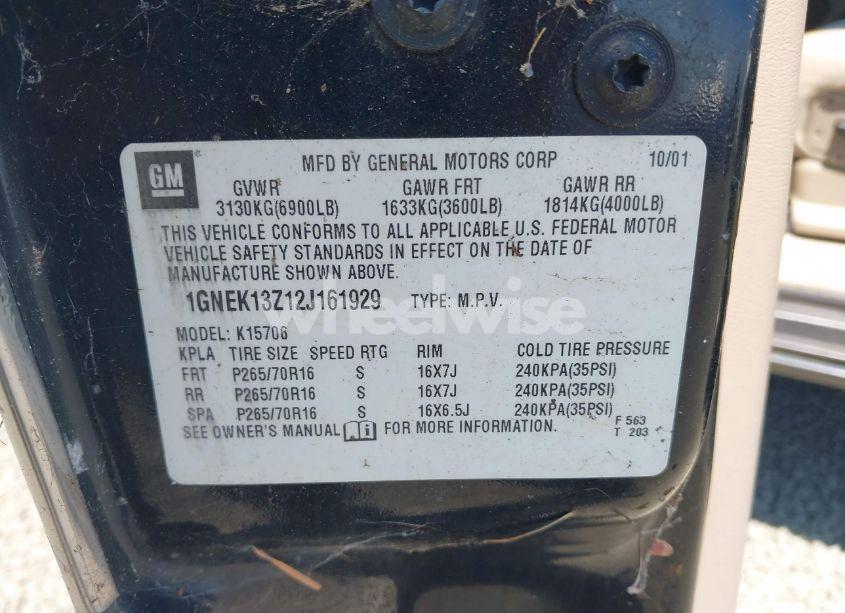 GM
MFD BY GENERAL MOTORS CORP 10/01
GVWR GAWR FRT GAWR RR
3130KG(6900LB) 1633KG(3600LB) 1814KG(4000LB)
THIS VEHICLE CONFORMS TO ALL APPLICABLE U.S. FEDERAL MOTOR
VEHICLE SAFETY STANDARDS IN EFFECT ON THE DATE OF
MANUFACTURE SHOWN ABOVE.
1GNEK13Z12J161929 TYPE: M.P.V.
wheelwise
MODEL: K15706
KPLA TIRE SIZE SPEED RTG RIM COLD TIRE PRESSURE
FRT P265/70R16 S 16X7J 240KPA(35PSI)
RR P265/70R16 S 16X7J 240KPA(35PSI)
SPA P265/70R16 S 16X6.5J 240KPA(35PSI)
SEE OWNER'S MANUAL FOR MORE INFORMATION.
F 563
T 203